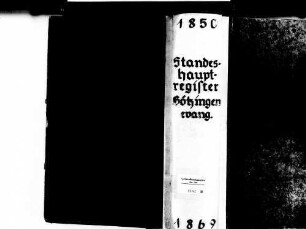 1850
Standes-
haupt-
register
Götzingen
evang.
1869